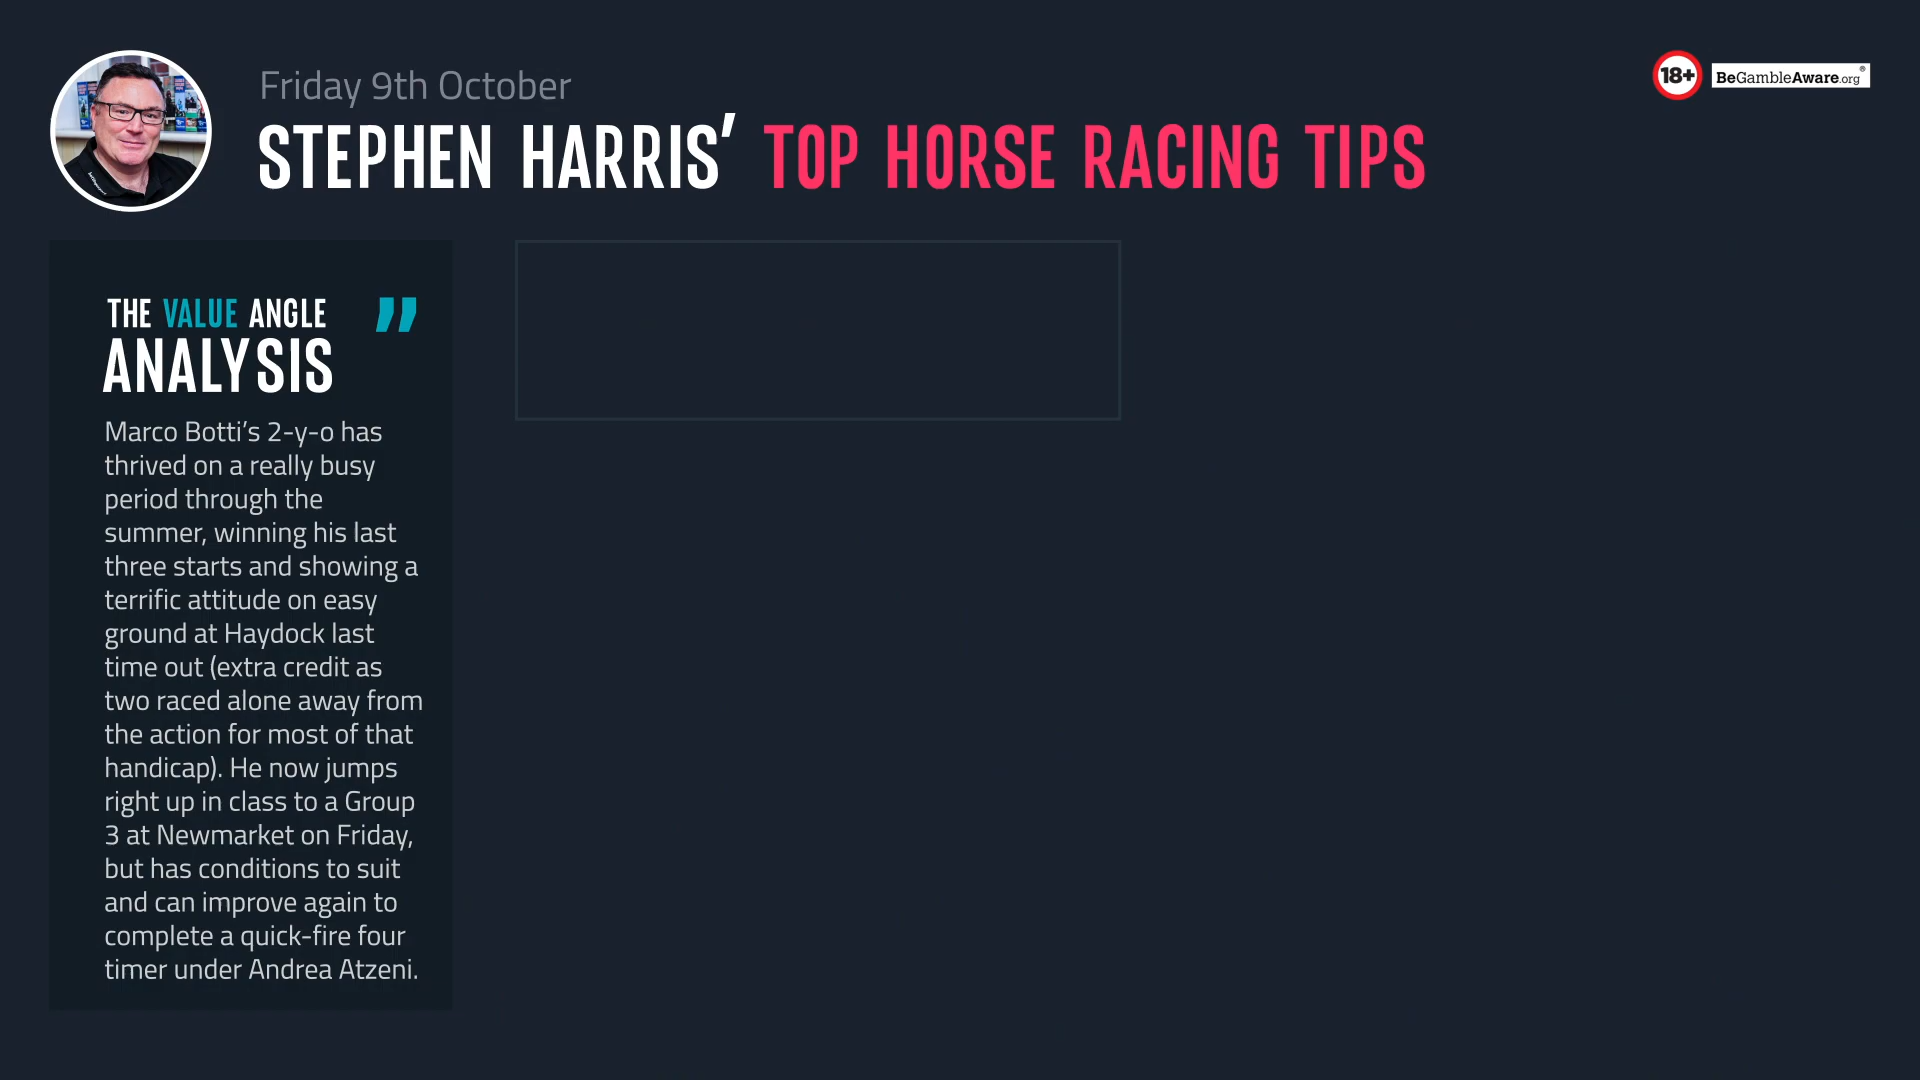 Friday 9th October
STEPHEN HARRIS’ TOP HORSE RACING TIPS
18+
BeGambleAware.org®
THE VALUE ANGLE
ANALYSIS
”
Marco Botti’s 2-y-o has
thrived on a really busy
period through the
summer, winning his last
three starts and showing a
terrific attitude on easy
ground at Haydock last
time out (extra credit as
two raced alone away from
the action for most of that
handicap). He now jumps
right up in class to a Group
3 at Newmarket on Friday,
but has conditions to suit
and can improve again to
complete a quick-fire four
timer under Andrea Atzeni.